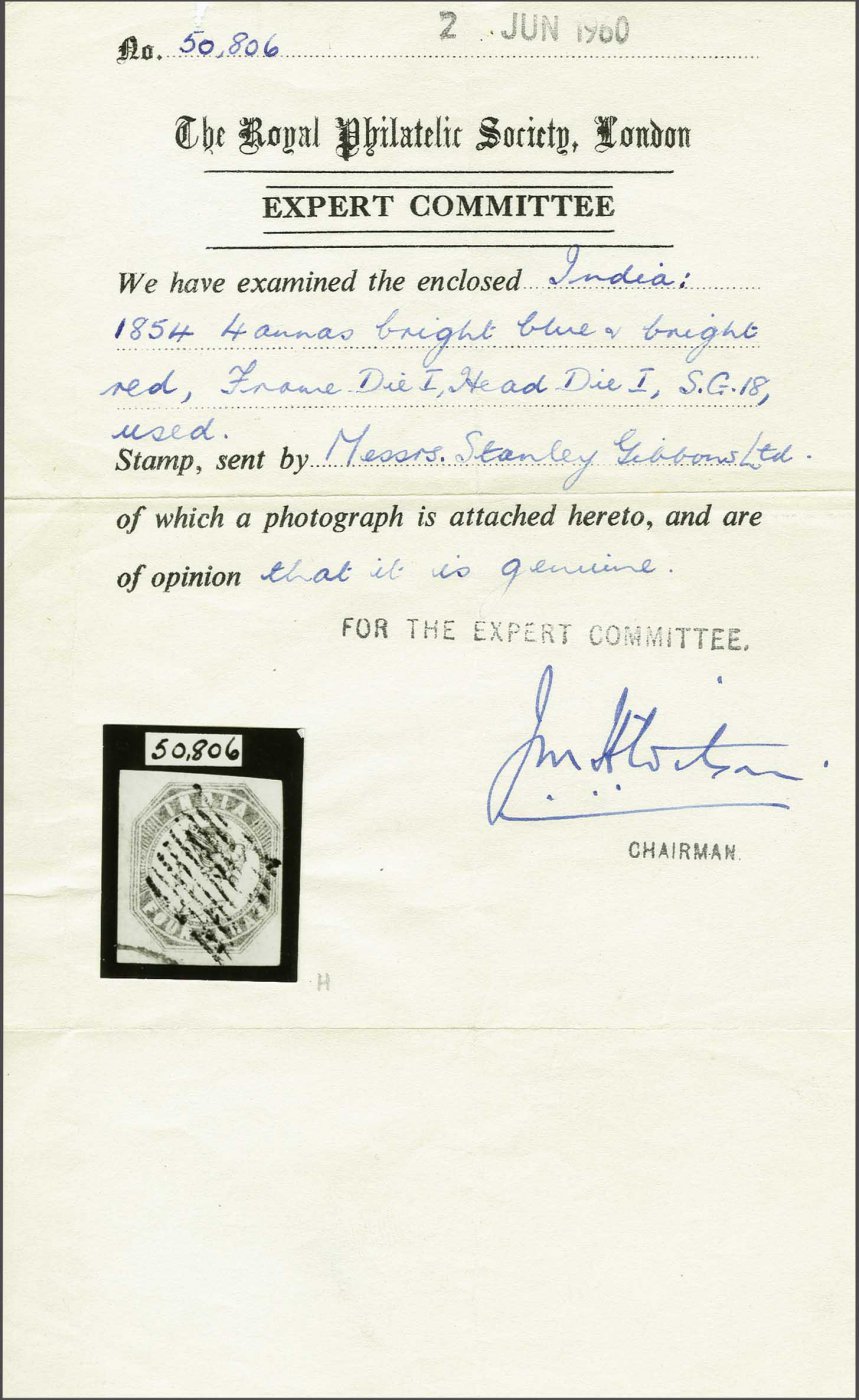 No. 50,806
2 JUN 1960
The Royal Philatelic Society, London
EXPERT COMMITTEE
We have examined the enclosed India:
1854 4 annas bright blue & bright
red, Frame Die I, Head Die I, S.G.18,
used.
Stamp, sent by Messrs. Stanley Gibbons Ltd.
of which a photograph is attached hereto, and are
of opinion that it is genuine.
FOR THE EXPERT COMMITTEE.
CHAIRMAN.
50,806
INDIA
H